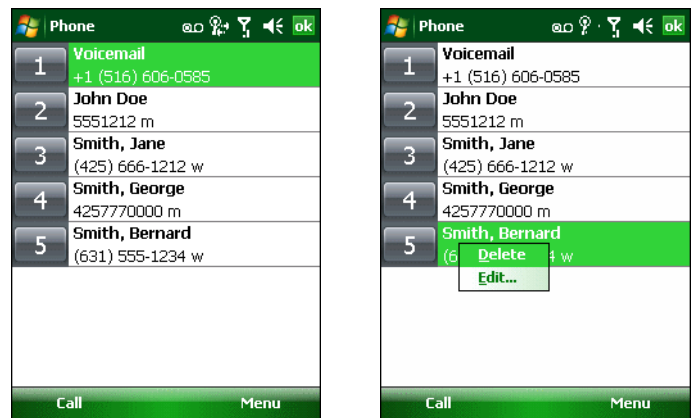 Phone ok
1 Voicemail
+1 (516) 606-0585
2 John Doe
5551212 m
3 Smith, Jane
(425) 666-1212 w
4 Smith, George
4257770000 m
5 Smith, Bernard
(631) 555-1234 w
Call Menu
Phone ok
1 Voicemail
+1 (516) 606-0585
2 John Doe
5551212 m
3 Smith, Jane
(425) 666-1212 w
4 Smith, George
4257770000 m
5 Smith, Bernard
(6 4 w
Delete
Edit...
Call Menu